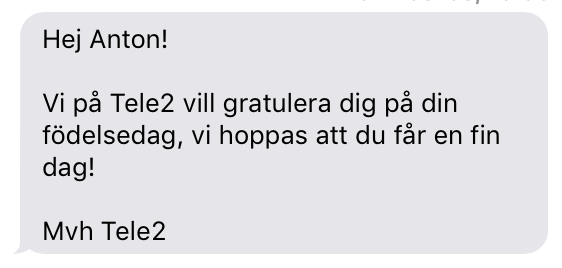 Hej Anton!
Vi på Tele2 vill gratulera dig på din
födelsedag, vi hoppas att du får en fin
dag!
Mvh Tele2